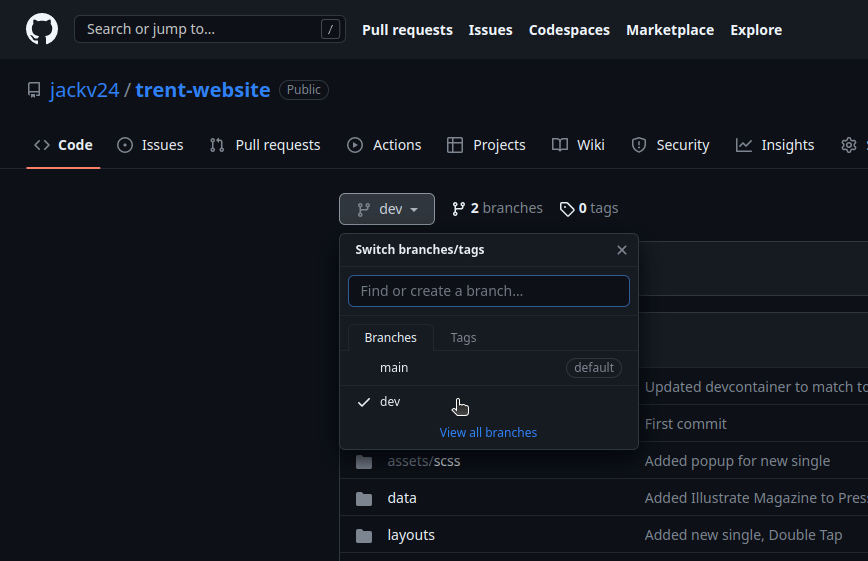 Search or jump to... / Pull requests Issues Codespaces Marketplace Explore
jackv24 / trent-website Public
Code Issues Pull requests Actions Projects Wiki Security Insights
dev 2 branches 0 tags
Switch branches/tags
Find or create a branch...
Branches Tags
main default
Updated devcontainer to match to
dev
First commit
View all branches
assets/scss Added popup for new single
data Added Illustrate Magazine to Press
layouts Added new single, Double Tap